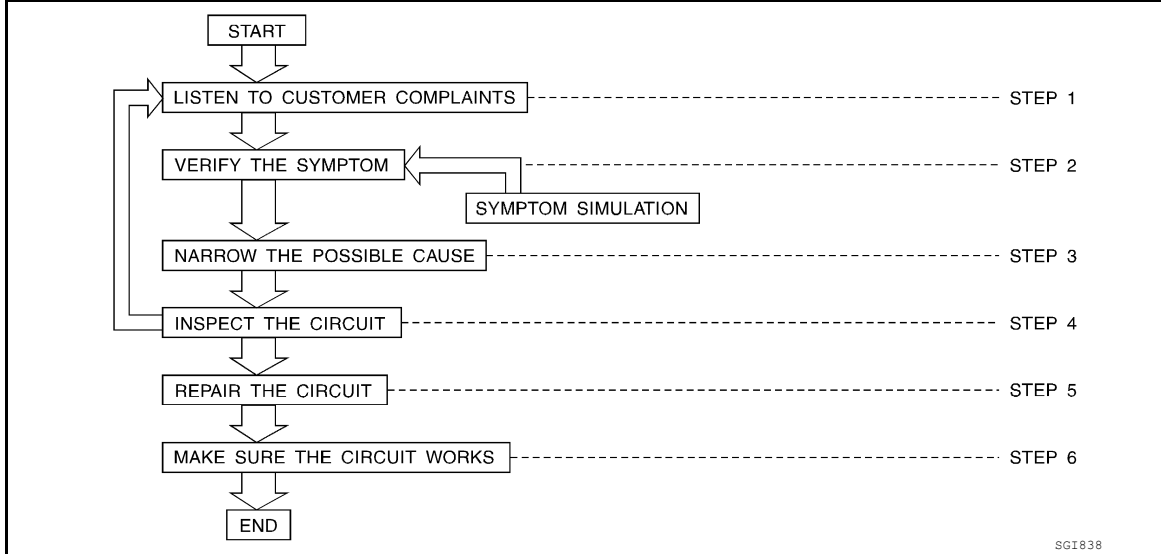 START
LISTEN TO CUSTOMER COMPLAINTS STEP 1
VERIFY THE SYMPTOM STEP 2
SYMPTOM SIMULATION
NARROW THE POSSIBLE CAUSE STEP 3
INSPECT THE CIRCUIT STEP 4
REPAIR THE CIRCUIT STEP 5
MAKE SURE THE CIRCUIT WORKS STEP 6
END
SGI838